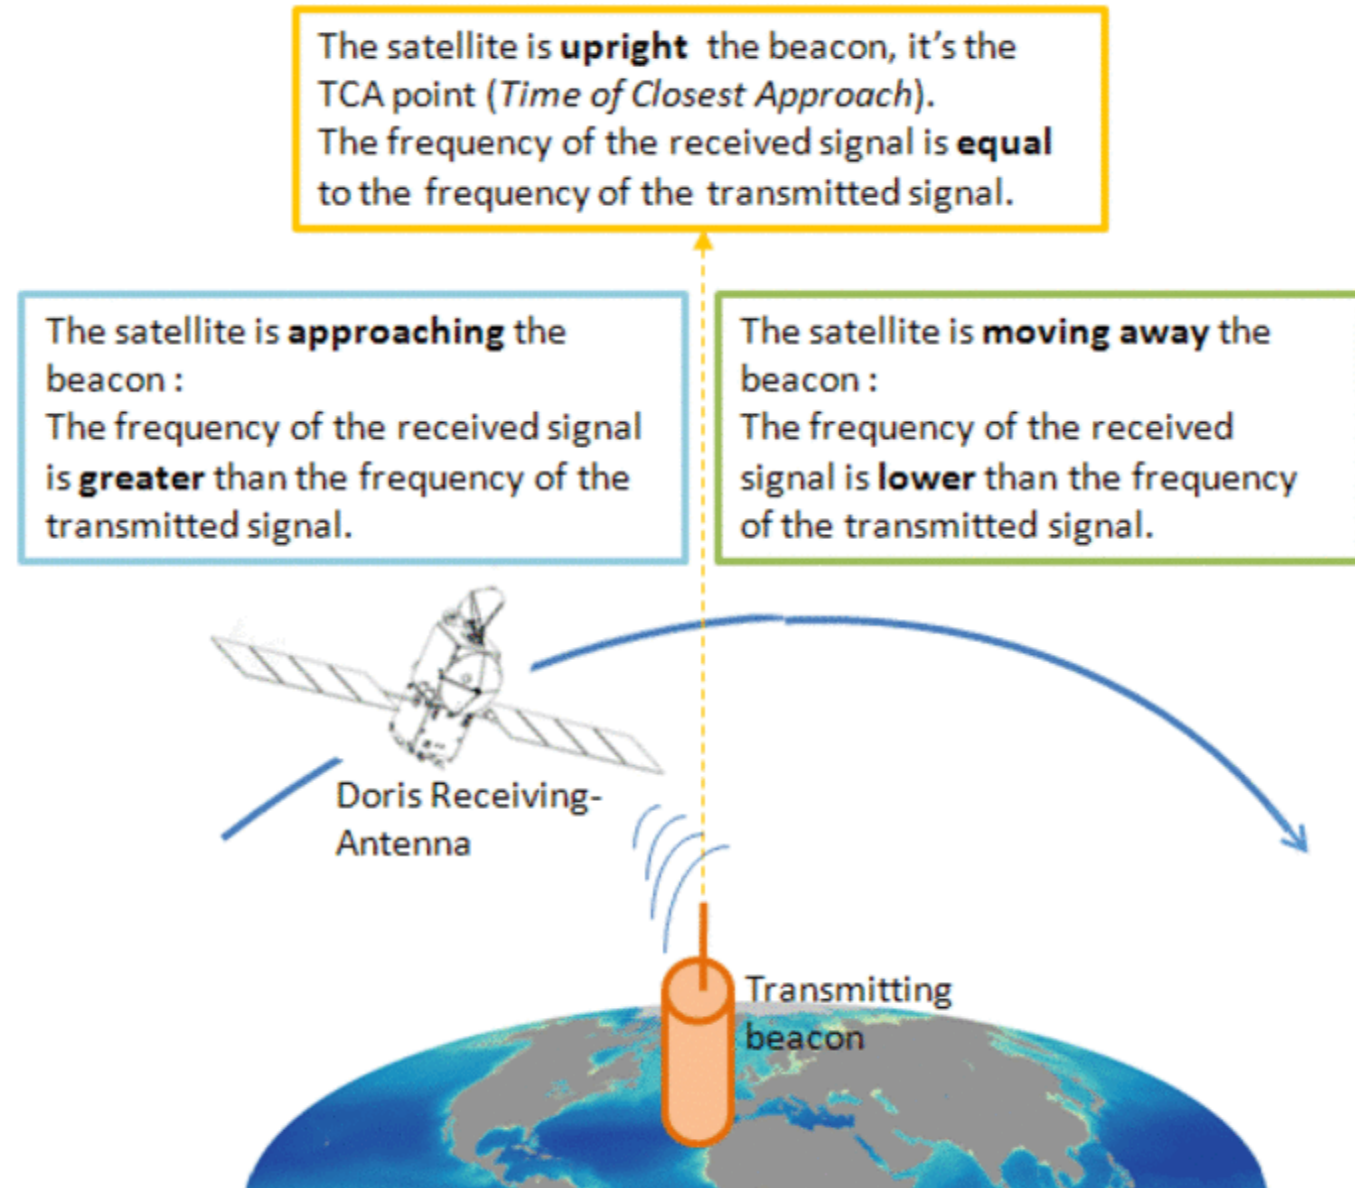 The satellite is upright the beacon, it's the
TCA point (Time of Closest Approach).
The frequency of the received signal is equal
to the frequency of the transmitted signal.
The satellite is approaching the
beacon :
The frequency of the received signal
is greater than the frequency of the
transmitted signal.
The satellite is moving away the
beacon :
The frequency of the received
signal is lower than the frequency
of the transmitted signal.
Doris Receiving-
Antenna
Transmitting
beacon